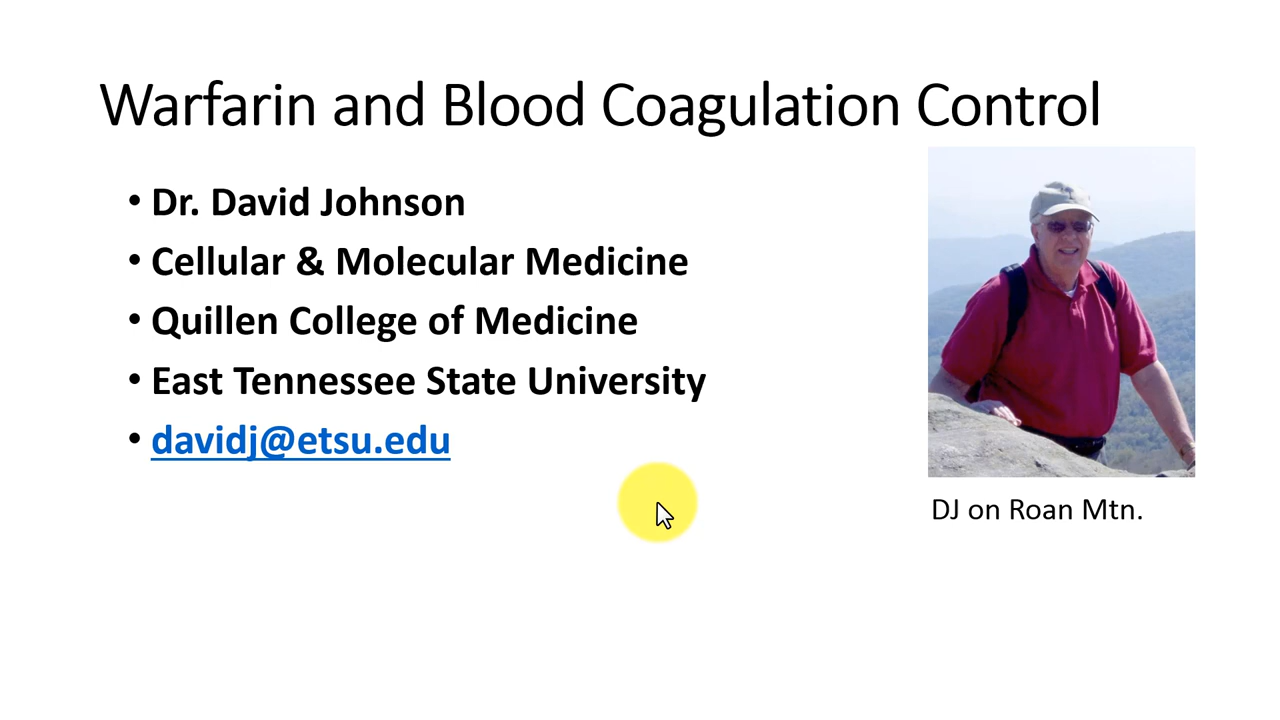 Warfarin and Blood Coagulation Control
• Dr. David Johnson
• Cellular & Molecular Medicine
• Quillen College of Medicine
• East Tennessee State University
• davidj@etsu.edu
DJ on Roan Mtn.